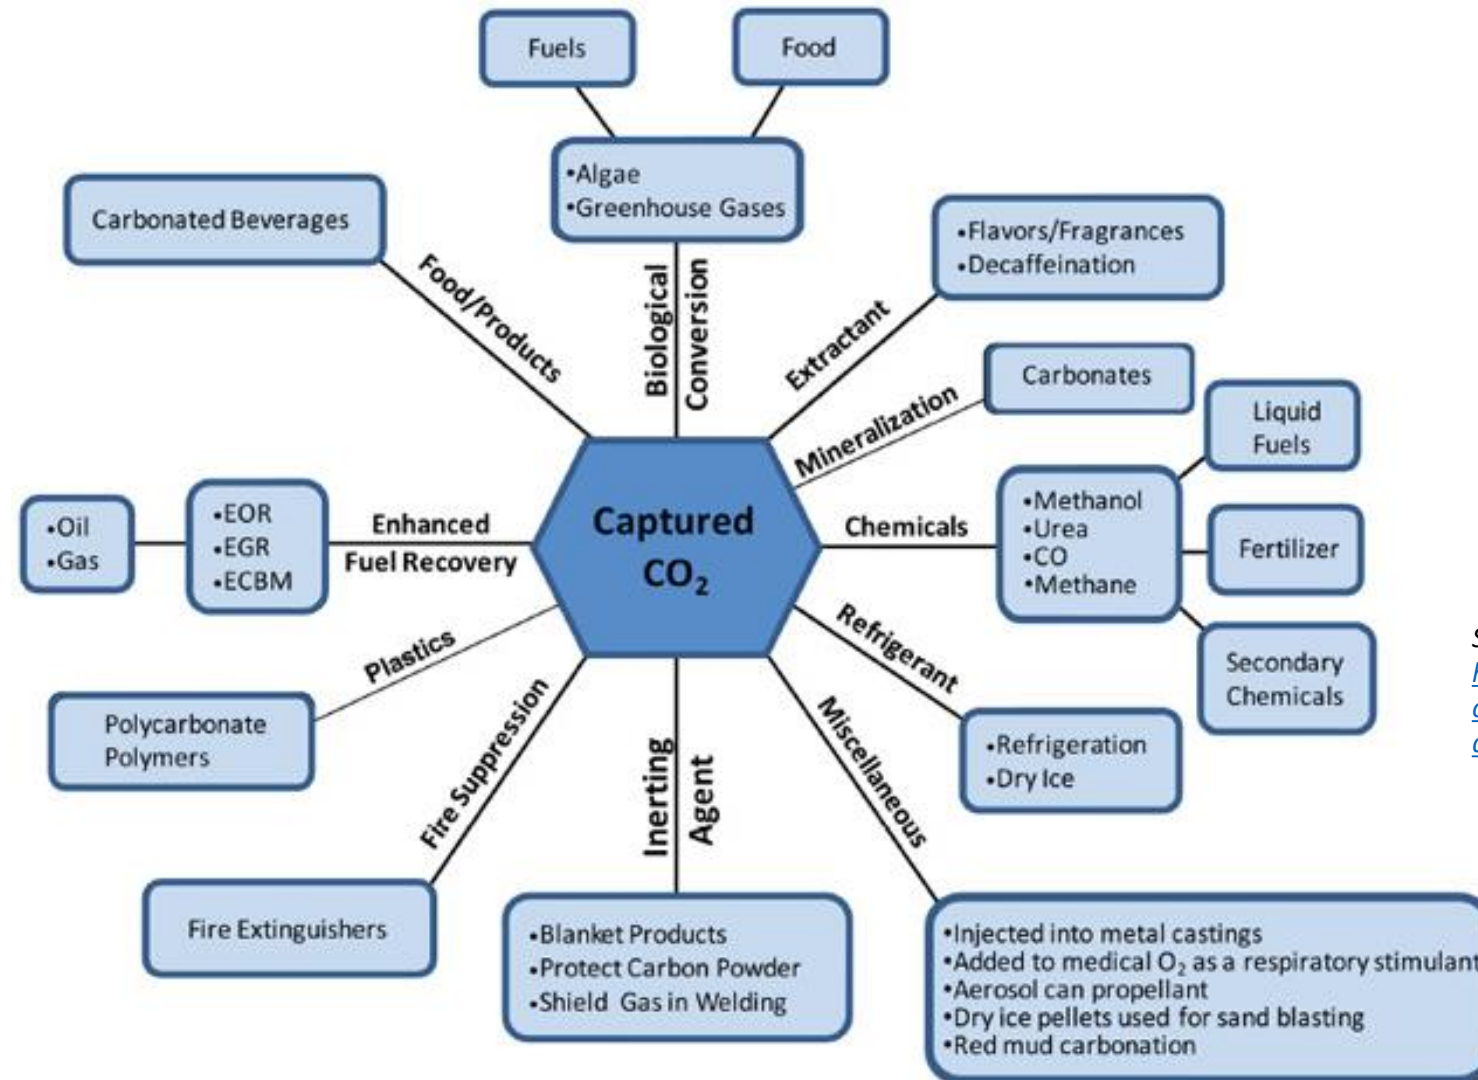 Fuels
Food
•Algae
•Greenhouse Gases
Carbonated Beverages
•Flavors/Fragrances
•Decaffeination
Food/Products
Biological
Conversion
Extractant
Mineralization
Carbonates
Liquid
Fuels
•Oil
•Gas
•EOR
•EGR
•ECBM
Enhanced
Fuel Recovery
Captured
CO₂
Chemicals
•Methanol
•Urea
•CO
•Methane
Fertilizer
Secondary
Chemicals
Plastics
Polycarbonate
Polymers
Refrigerant
•Refrigeration
•Dry Ice
Fire Suppression
Inerting
Agent
Miscellaneous
Fire Extinguishers
•Blanket Products
•Protect Carbon Powder
•Shield Gas in Welding
•Injected into metal castings
•Added to medical O₂ as a respiratory stimulant
•Aerosol can propellant
•Dry ice pellets used for sand blasting
•Red mud carbonation